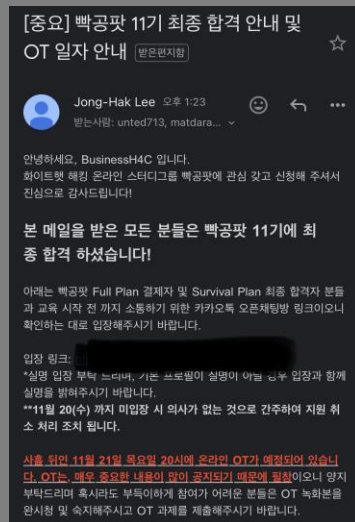 [중요] 빡공팟 11기 최종 합격 안내 및
OT 일자 안내 받은편지함
Jong-Hak Lee 오후 1:23
받는사람: unted713, matdara...
안녕하세요, BusinessH4C 입니다.
화이트햇 해킹 온라인 스터디그룹 빡공팟에 관심 갖고 신청해 주셔서
진심으로 감사드립니다!
본 메일을 받은 모든 분들은 빡공팟 11기에 최
종 합격 하셨습니다!
아래는 빡공팟 Full Plan 결제자 및 Survival Plan 최종 합격자 분들
과 교육 시작 전 까지 소통하기 위한 카카오톡 오픈채팅방 링크이오니
확인하는 대로 입장해주시기 바랍니다.
입장 링크:
*실명 입장 부탁 드리며, 기본 프로필이 실명이 아닐 경우 입장과 함께
실명을 밝혀주시기 바랍니다.
**11월 20(수) 까지 미입장 시 의사가 없는 것으로 간주하여 지원 취
소 처리 조치 됩니다.
사흘 뒤인 11월 21일 목요일 20시에 온라인 OT가 예정되어 있습니
다. OT는, 매우 중요한 내용이 많이 공지되기 때문에 필참이오니 양지
부탁드리며 혹시라도 부득이하게 참여가 어려운 분들은 OT 녹화본을
완시청 및 숙지해주시고 OT 과제를 제출해주시기 바랍니다.